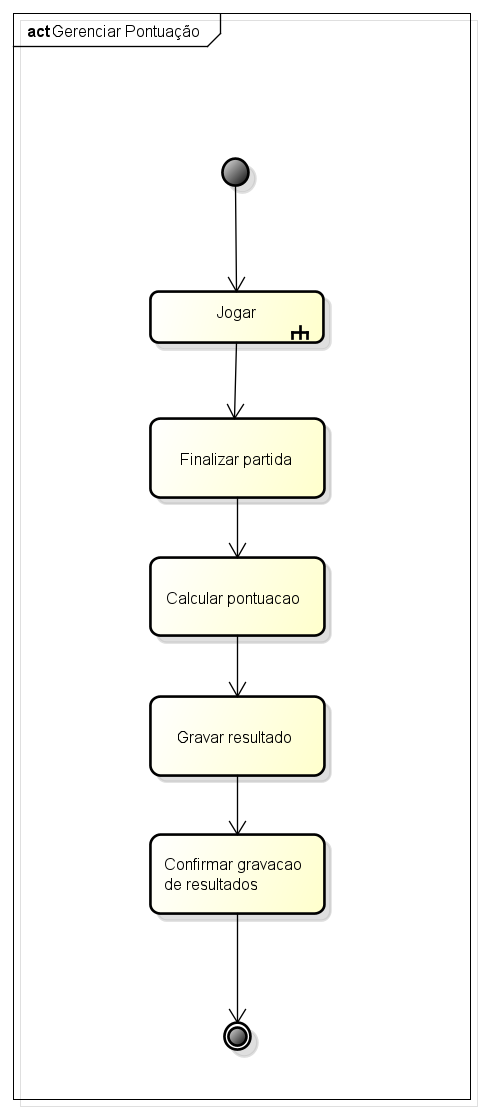 act Gerenciar Pontuação
Jogar
Finalizar partida
Calcular pontuacao
Gravar resultado
Confirmar gravacao
de resultados